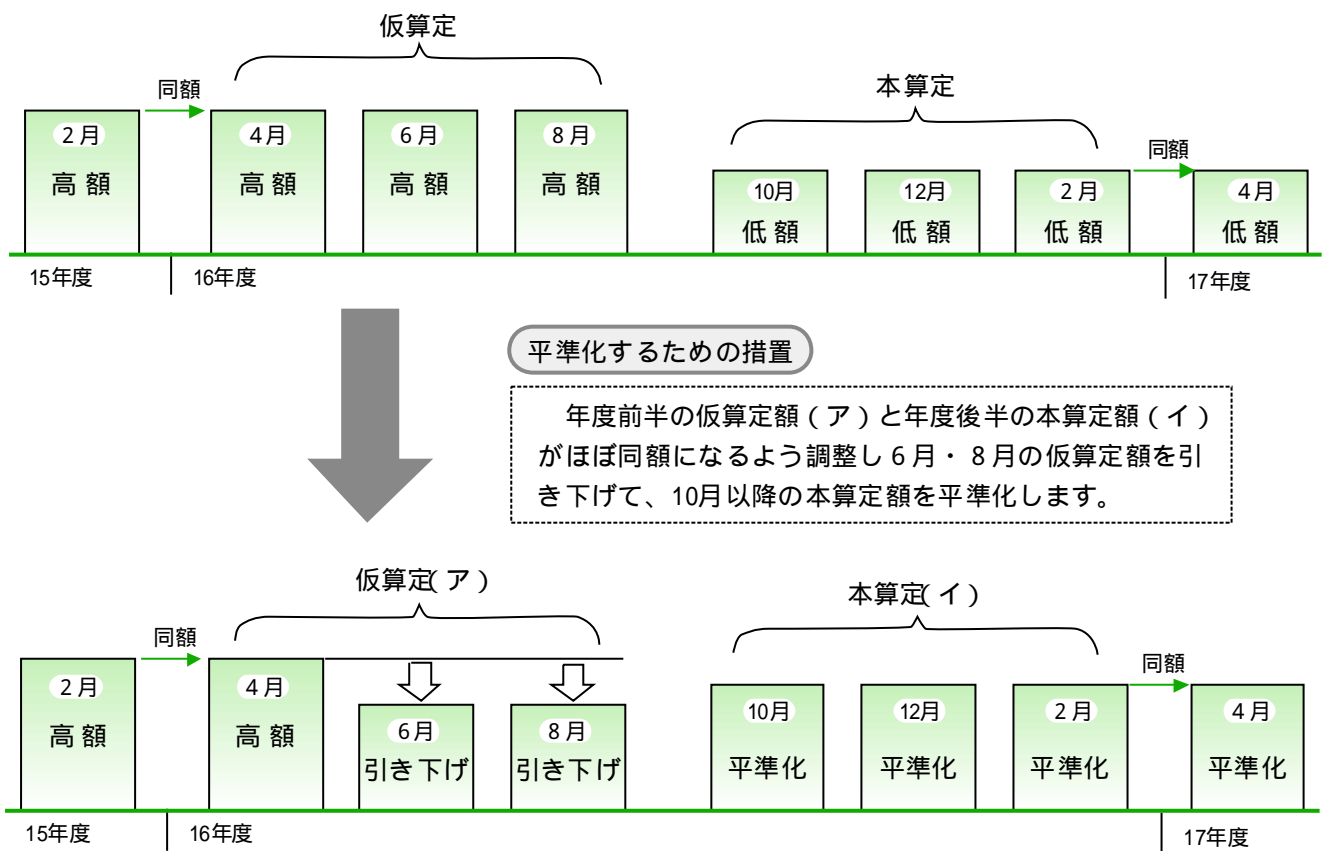 仮算定
本算定
同額
2月
高額
4月
高額
6月
高額
8月
高額
10月
低額
12月
低額
2月
低額
同額
4月
低額
15年度
16年度
17年度
平準化するための措置
年度前半の仮算定額（ア）と年度後半の本算定額（イ）
がほぼ同額になるよう調整し6月・8月の仮算定額を引
き下げて、10月以降の本算定額を平準化します。
仮算定（ア）
本算定（イ）
同額
2月
高額
4月
高額
6月
引き下げ
8月
引き下げ
10月
平準化
12月
平準化
2月
平準化
同額
4月
平準化
15年度
16年度
17年度